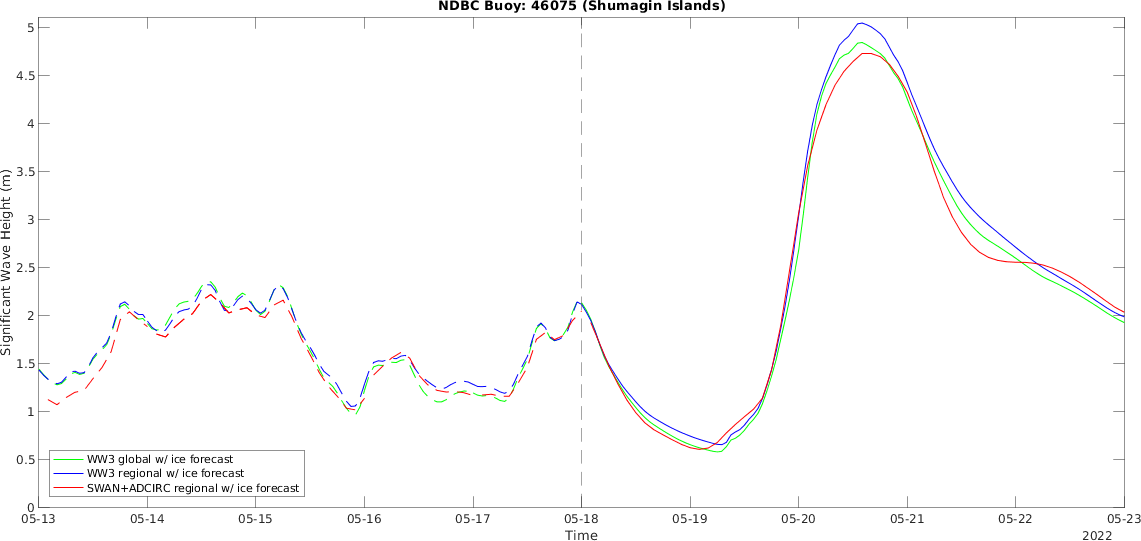 NDBC Buoy: 46075 (Shumagin Islands)
Significant Wave Height (m)
5
4.5
4
3.5
3
2.5
2
1.5
1
0.5
0
WW3 global w/ ice forecast
WW3 regional w/ ice forecast
SWAN+ADCIRC regional w/ ice forecast
05-13 05-14 05-15 05-16 05-17 05-18 05-19 05-20 05-21 05-22 05-23
Time
2022